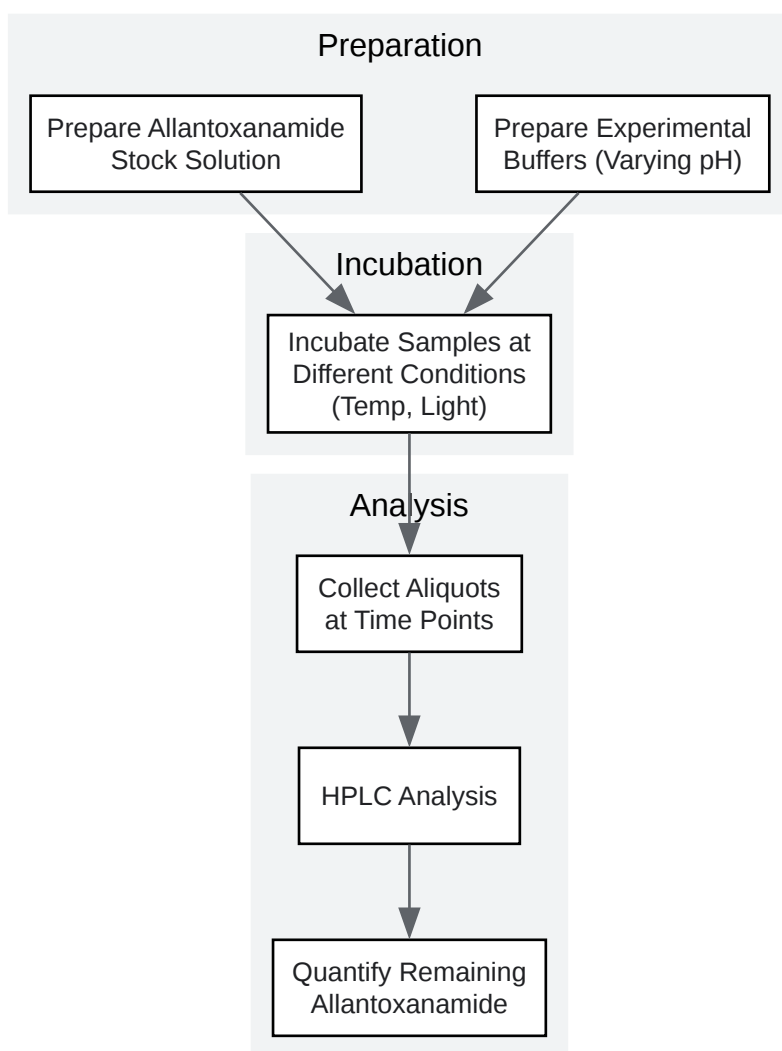 Preparation
Prepare Allantoxanamide
Stock Solution
Prepare Experimental
Buffers (Varying pH)
Incubation
Incubate Samples at
Different Conditions
(Temp, Light)
Analysis
Collect Aliquots
at Time Points
HPLC Analysis
Quantify Remaining
Allantoxanamide